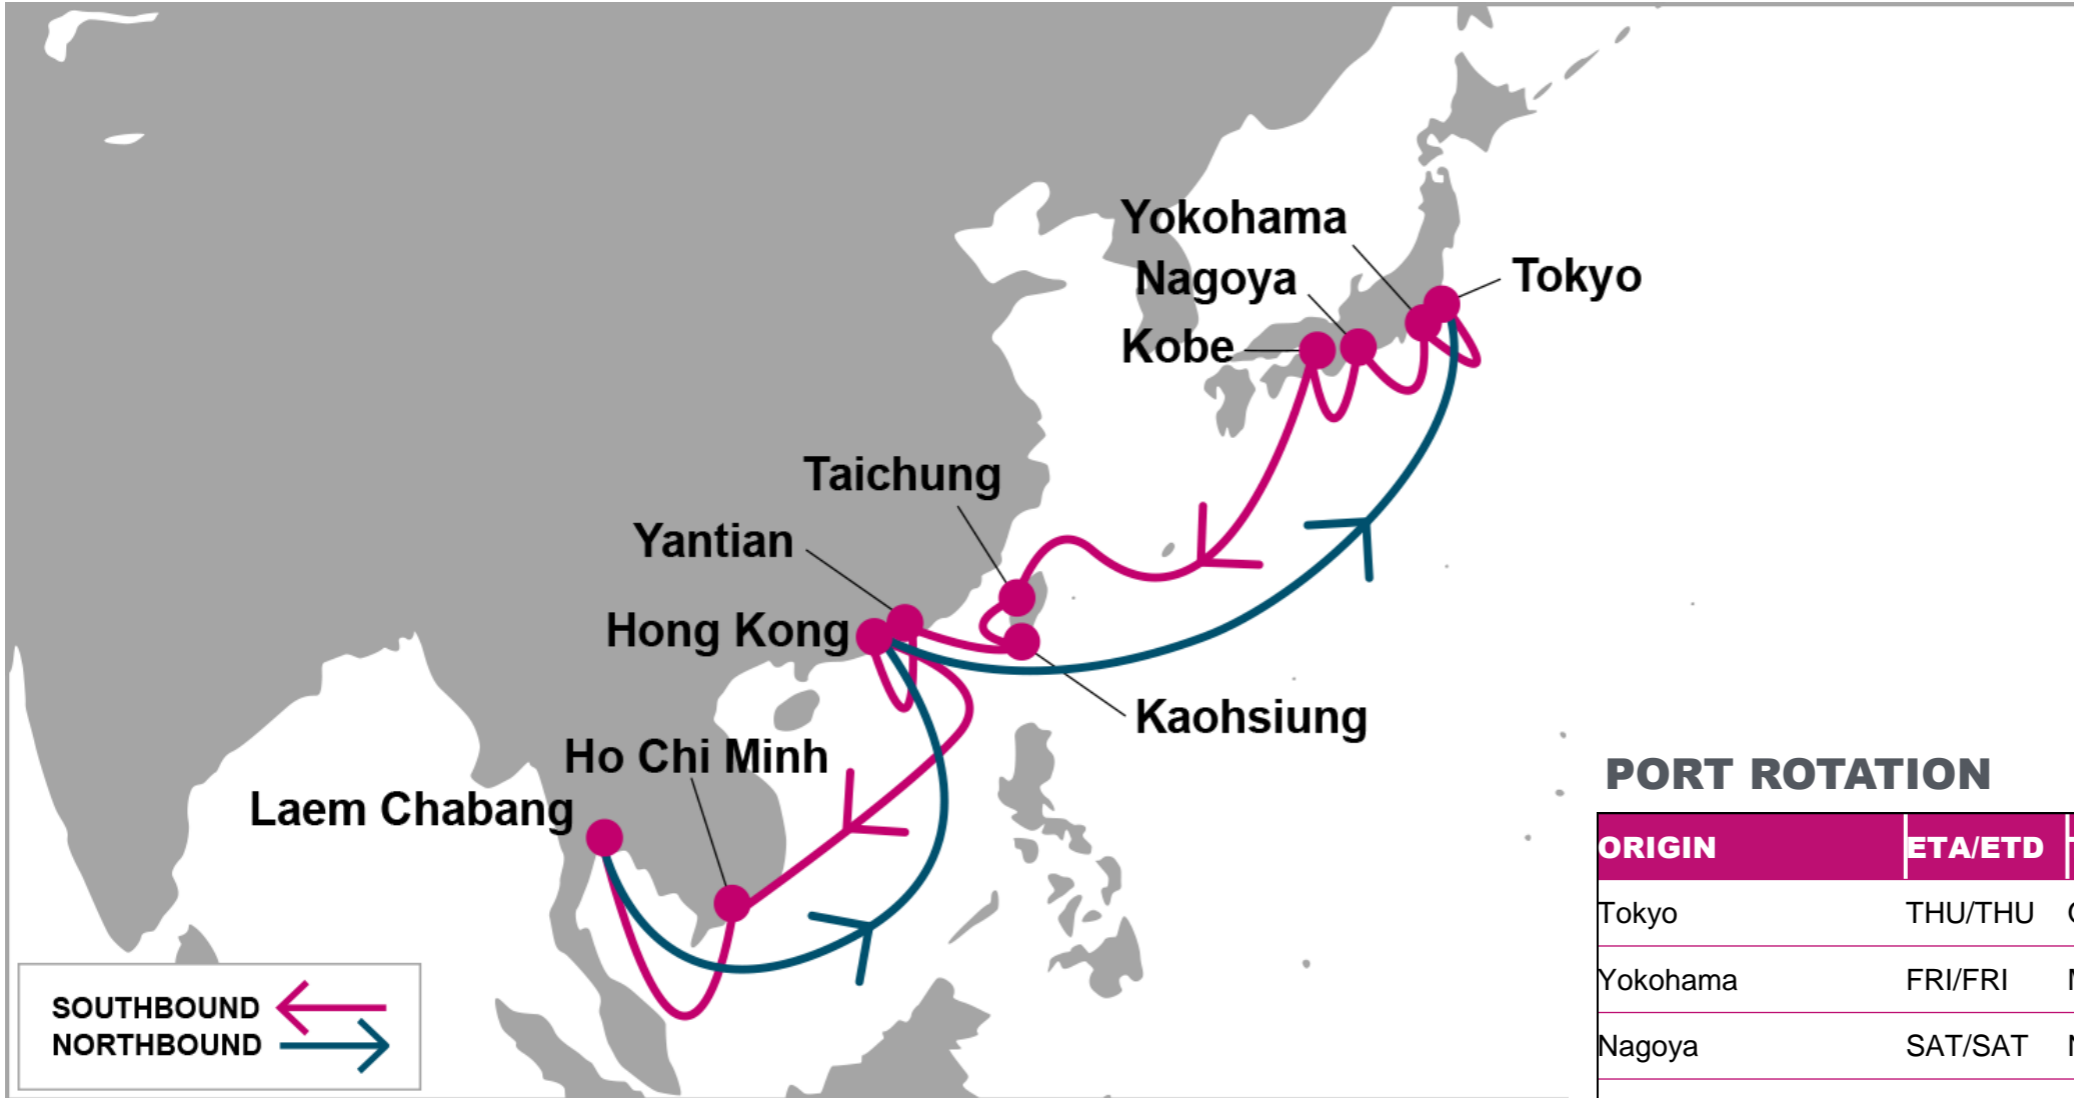 Yokohama
Nagoya
Tokyo
Kobe
Taichung
Yantian
Hong Kong
Kaohsiung
Ho Chi Minh
Laem Chabang
SOUTHBOUND
NORTHBOUND
PORT ROTATION
ORIGIN ETA/ETD
Tokyo THU/THU
Yokohama FRI/FRI
Nagoya SAT/SAT